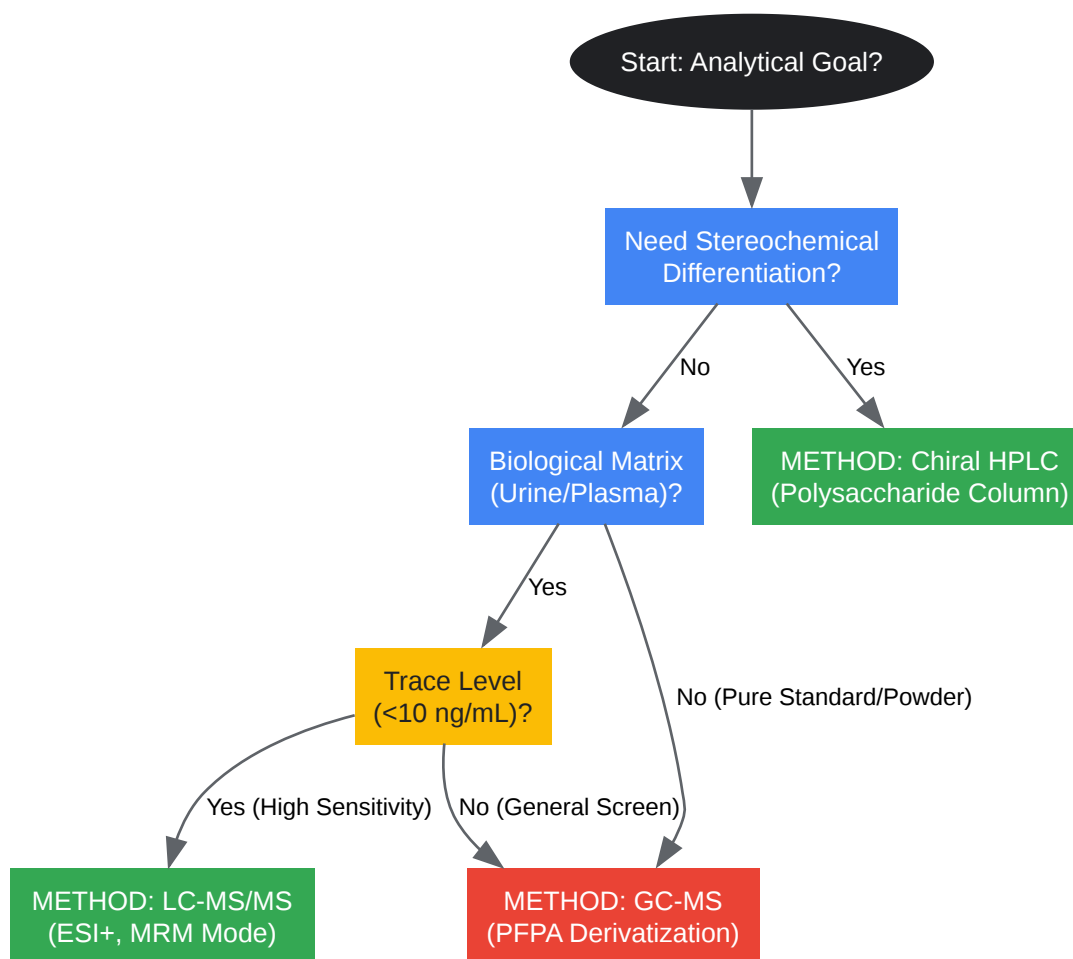 Start: Analytical Goal?
Need Stereochemical
Differentiation?
No
Yes
Biological Matrix
(Urine/Plasma)?
METHOD: Chiral HPLC
(Polysaccharide Column)
Yes
Trace Level
(<10 ng/mL)?
No (Pure Standard/Powder)
Yes (High Sensitivity)
No (General Screen)
METHOD: LC-MS/MS
(ESI+, MRM Mode)
METHOD: GC-MS
(PFPA Derivatization)